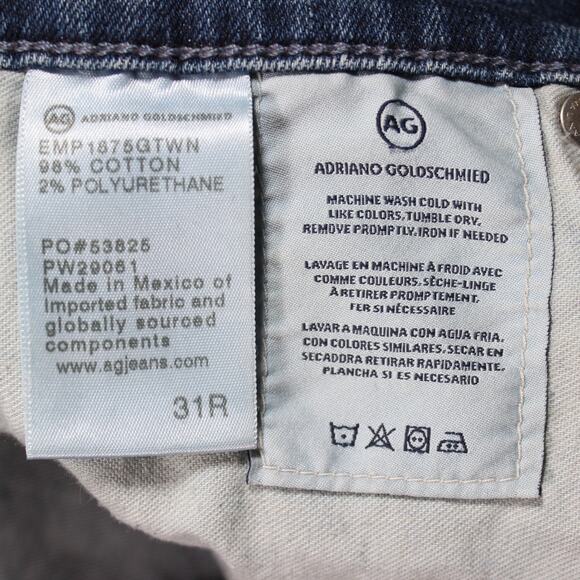 AG ADRIANO GOLDSCHMIED
EMP1875GTWN
98% COTTON
2% POLYURETHANE
PO#53825
PW29061
Made in Mexico of
Imported fabric and
globally sourced
components
www.agjeans.com
31R
AG
ADRIANO GOLDSCHMIED
MACHINE WASH COLD WITH
LIKE COLORS, TUMBLE DRY,
REMOVE PROMPTLY, IRON IF NEEDED
LAVAGE EN MACHINE À FROID AVEC
COMME COULEURS, SÈCHE-LINGE
À RETIRER PROMPTEMENT,
FER SI NÉCESSAIRE
LAVAR A MAQUINA CON AGUA FRIA,
CON COLORES SIMILARES, SECAR EN
SECADORA RETIRAR RAPIDAMENTE,
PLANCHA SI ES NECESARIO